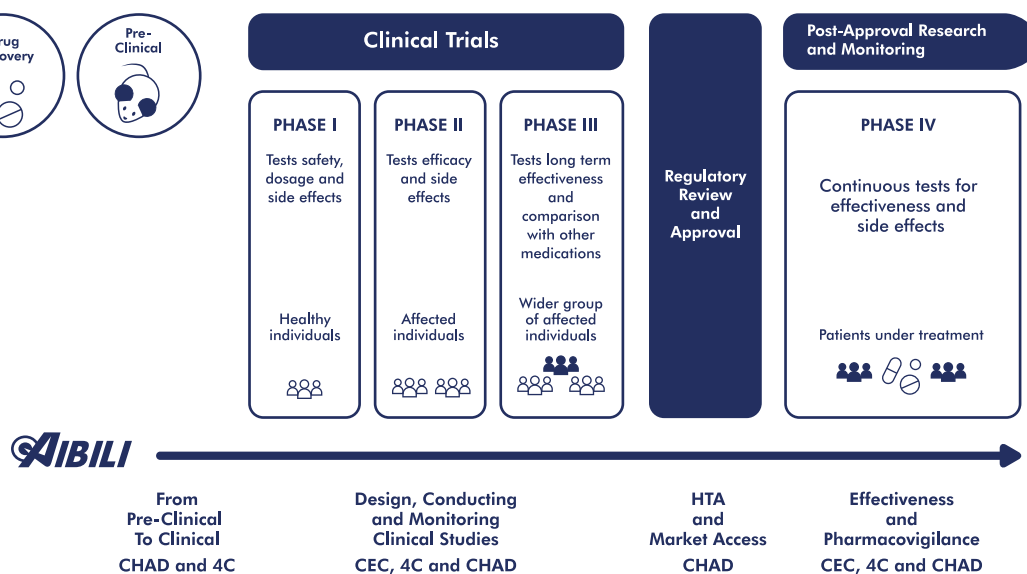 Pre-
Clinical
Clinical Trials
Post-Approval Research
and Monitoring
PHASE I
Tests safety,
dosage and
side effects
Healthy
individuals
PHASE II
Tests efficacy
and side
effects
Affected
individuals
PHASE III
Tests long term
effectiveness
and
comparison
with other
medications
Wider group
of affected
individuals
Regulatory
Review
and
Approval
PHASE IV
Continuous tests for
effectiveness and
side effects
Patients under treatment
AIBILI
From
Pre-Clinical
To Clinical
CHAD and 4C
Design, Conducting
and Monitoring
Clinical Studies
CEC, 4C and CHAD
HTA
and
Market Access
CHAD
Effectiveness
and
Pharmacovigilance
CEC, 4C and CHAD